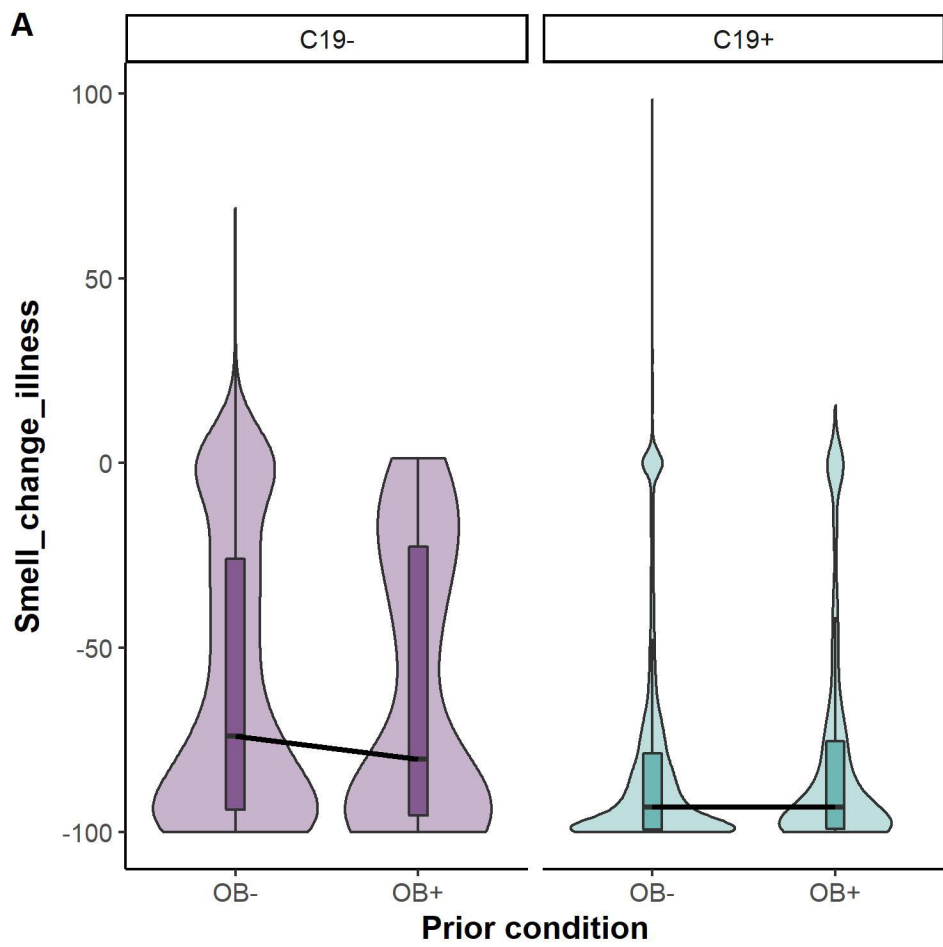 A
C19-
C19+
100
50
0
-50
-100
Smell_change_illness
OB-
OB+
OB-
OB+
Prior condition